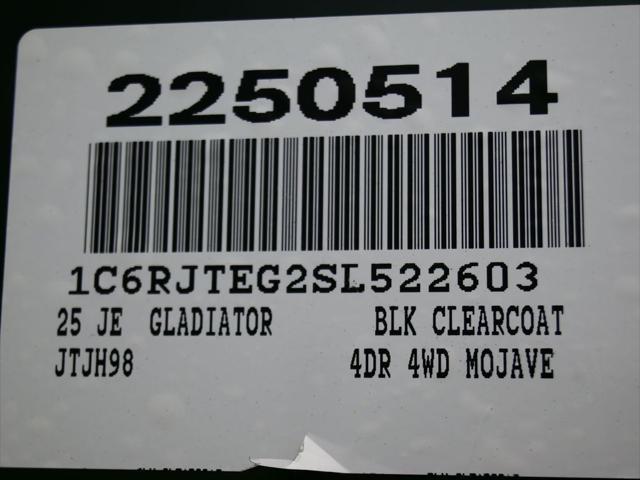 2250514
1C6RJTEG2SL522603
25 JE GLADIATOR BLK CLEARCOAT
JTJH98 4DR 4WD MOJAVE